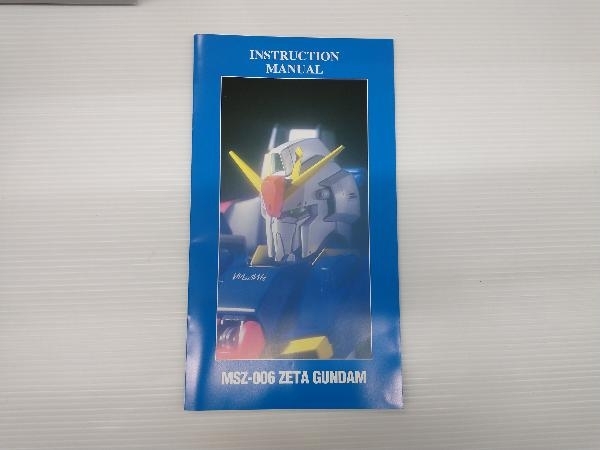 INSTRUCTION
MANUAL
MSZ-006 ZETA GUNDAM